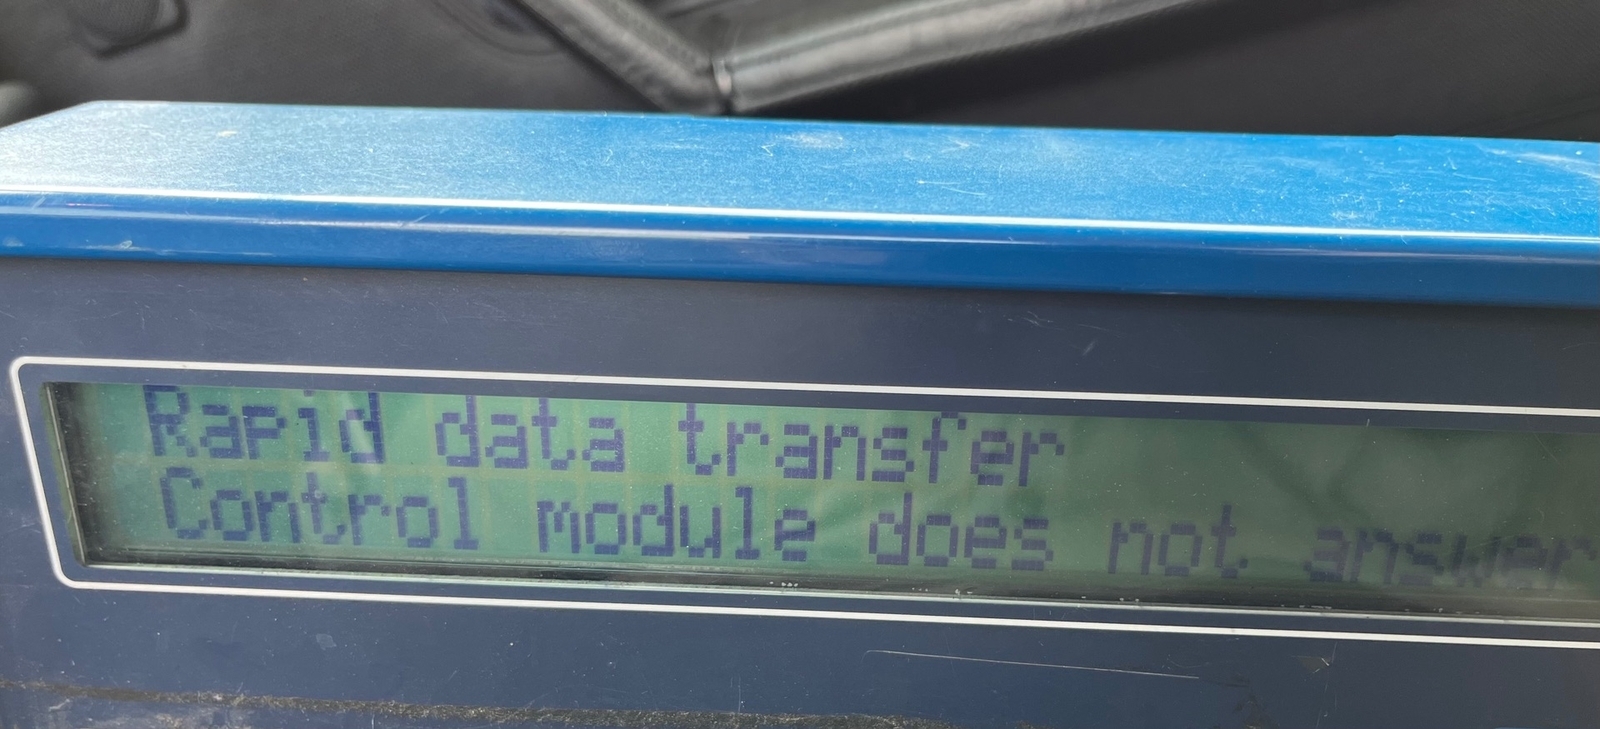 Rapid data transfer
Control module does not answer